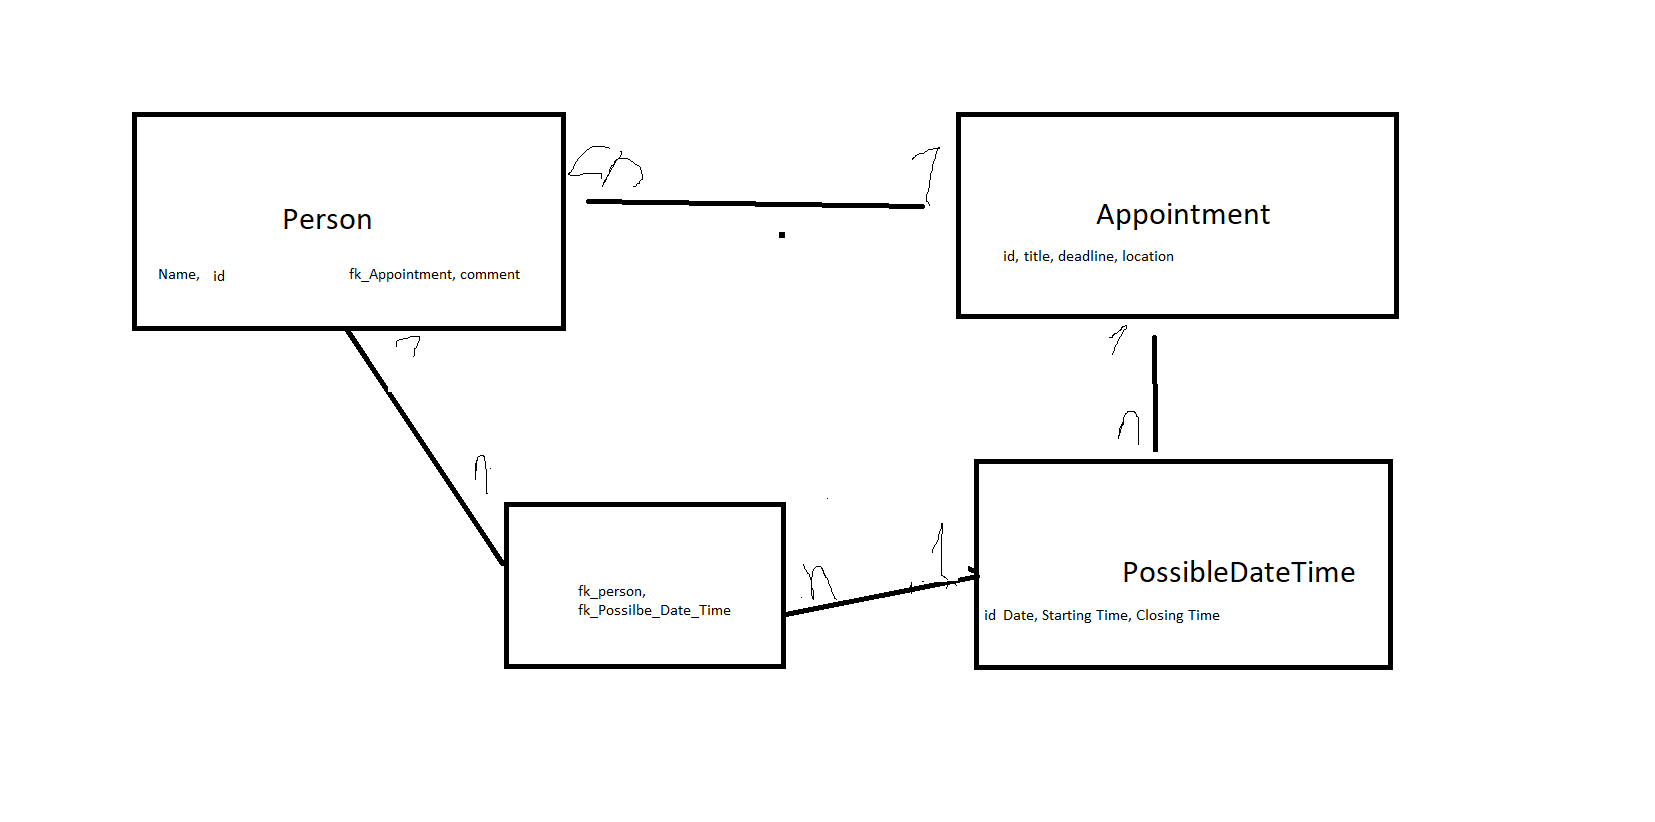 n
1
Person
Appointment
id, title, deadline, location
Name, id
fk_Appointment, comment
1
1
n
n
1
n
PossibleDateTime
fk_person,
fk_Possilbe_Date_Time
id Date, Starting Time, Closing Time